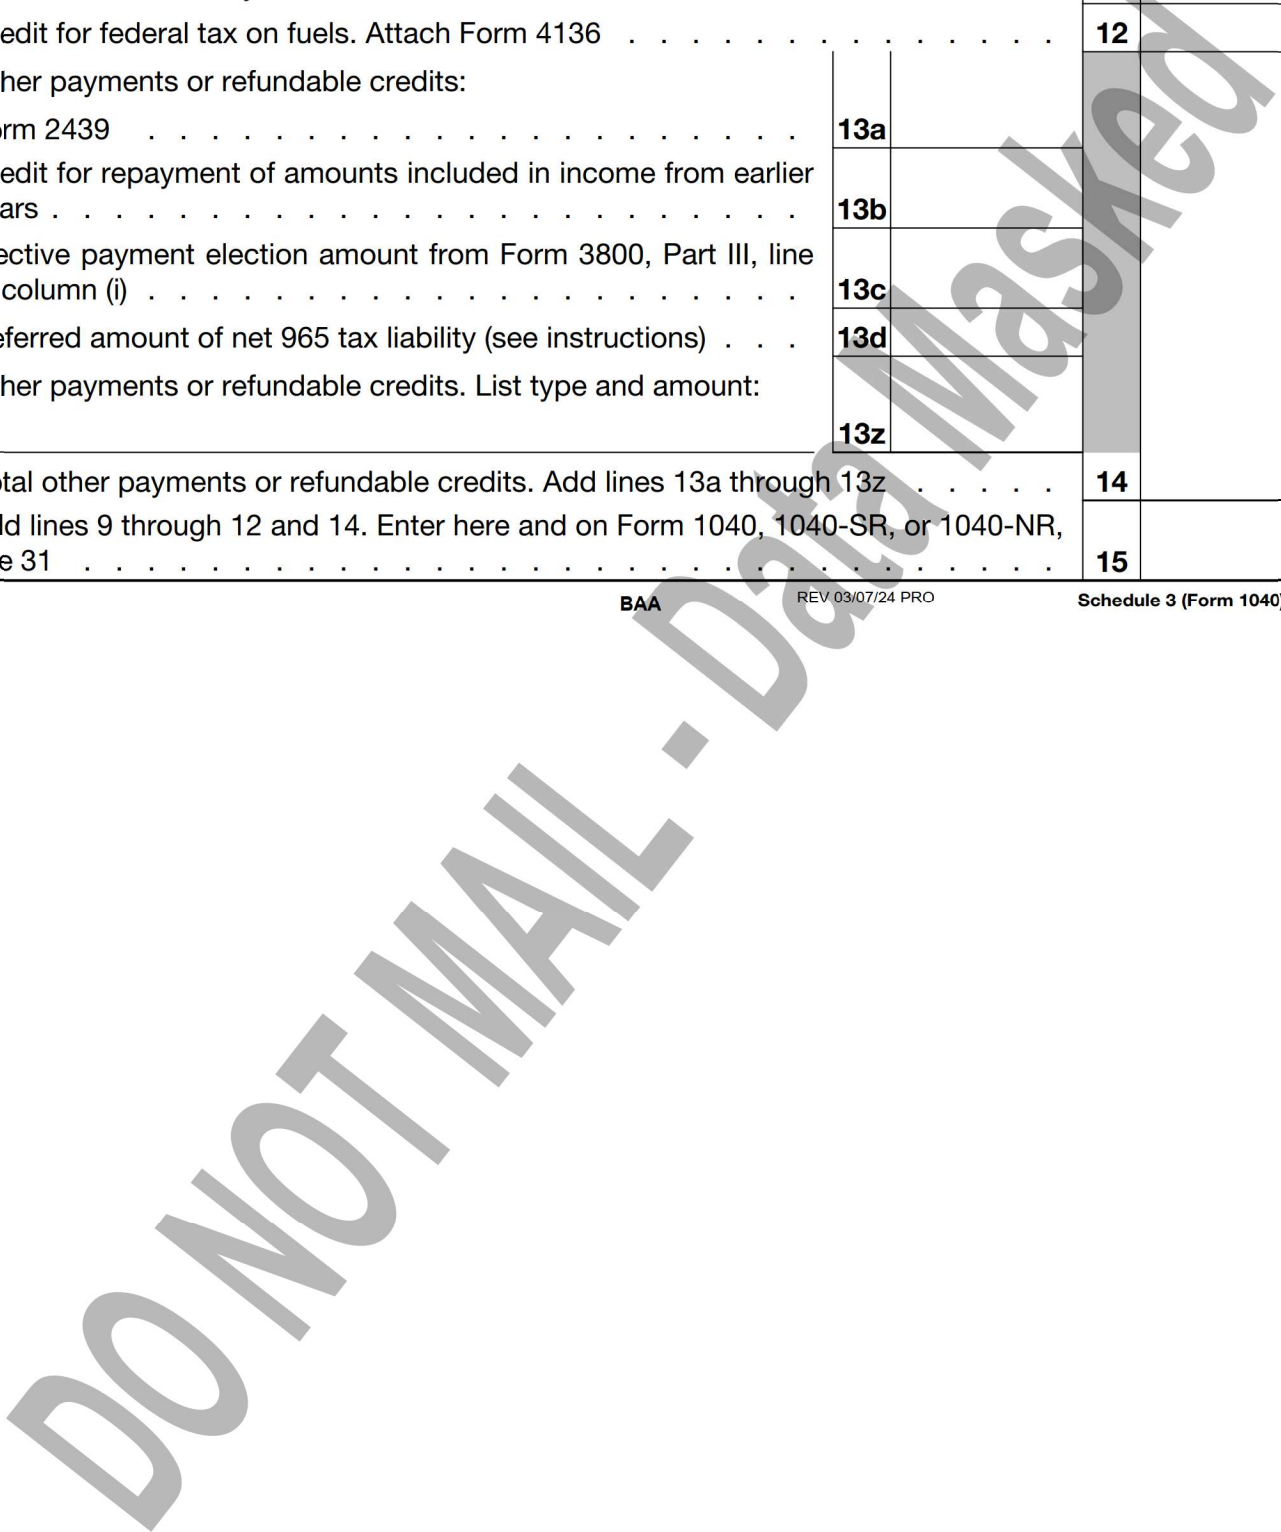 edit for federal tax on fuels. Attach Form 4136 . . . . . . . . . . . . . . 12
her payments or refundable credits:
orm 2439 . . . . . . . . . . . . . . . . . . . . . 13a
edit for repayment of amounts included in income from earlier
ars . . . . . . . . . . . . . . . . . . . . . . . . 13b
ective payment election amount from Form 3800, Part III, line
column (i) . . . . . . . . . . . . . . . . . . . . . 13c
eferred amount of net 965 tax liability (see instructions) . . . 13d
her payments or refundable credits. List type and amount:
13z
otal other payments or refundable credits. Add lines 13a through 13z . . . . . . 14
dd lines 9 through 12 and 14. Enter here and on Form 1040, 1040-SR, or 1040-NR,
e 31 . . . . . . . . . . . . . . . . . . . . . . . . . . . . . . . 15
BAA REV 03/07/24 PRO Schedule 3 (Form 1040)
DO NOT MAIL - Data Masked